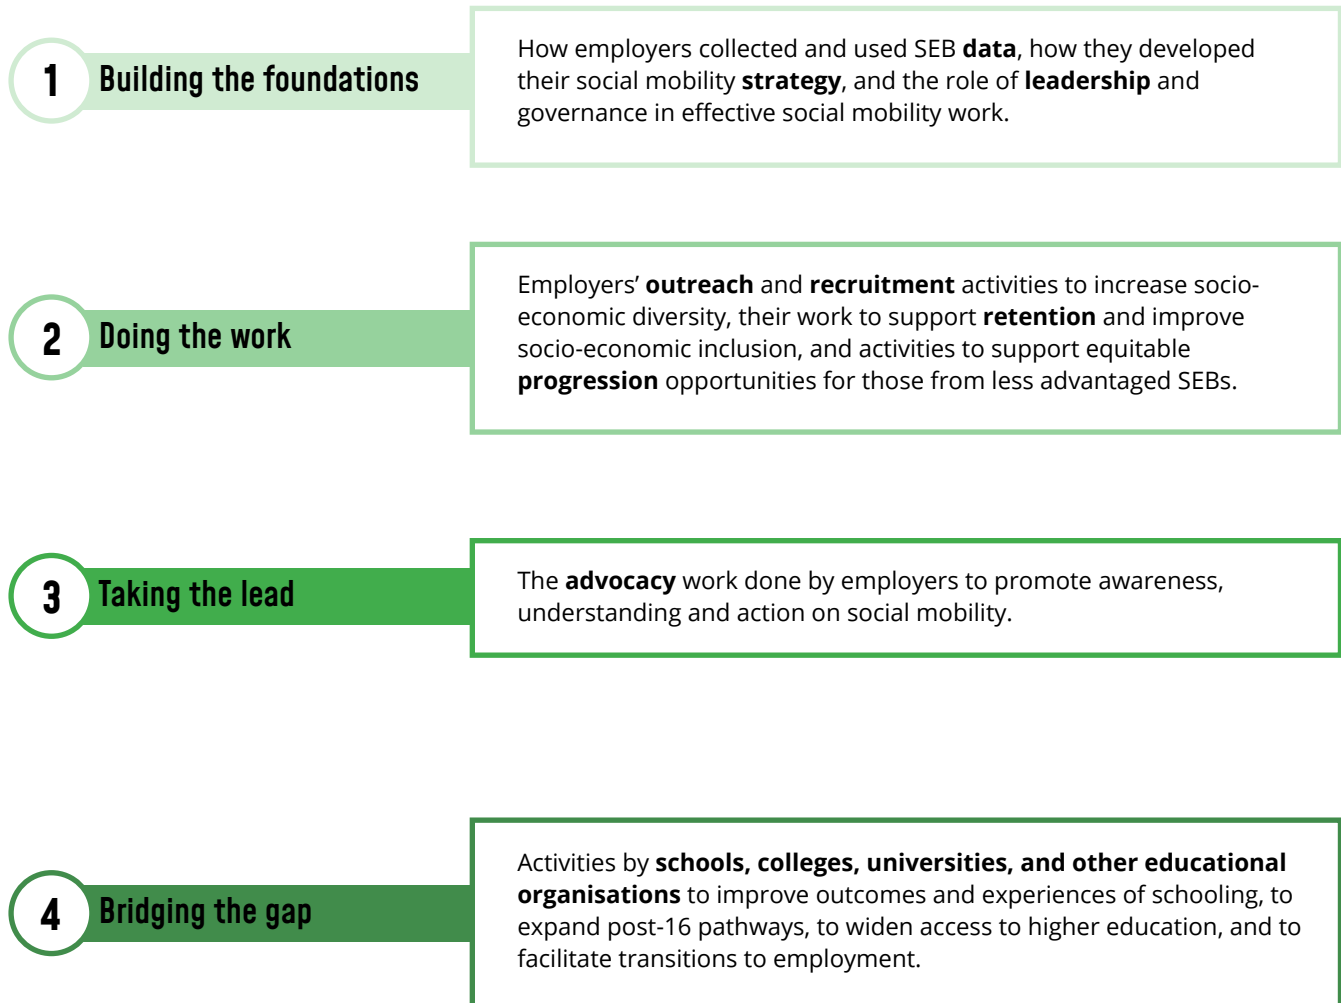 1
Building the foundations
How employers collected and used SEB data, how they developed
their social mobility strategy, and the role of leadership and
governance in effective social mobility work.
2
Doing the work
Employers’ outreach and recruitment activities to increase socio-
economic diversity, their work to support retention and improve
socio-economic inclusion, and activities to support equitable
progression opportunities for those from less advantaged SEBs.
3
Taking the lead
The advocacy work done by employers to promote awareness,
understanding and action on social mobility.
4
Bridging the gap
Activities by schools, colleges, universities, and other educational
organisations to improve outcomes and experiences of schooling, to
expand post-16 pathways, to widen access to higher education, and to
facilitate transitions to employment.